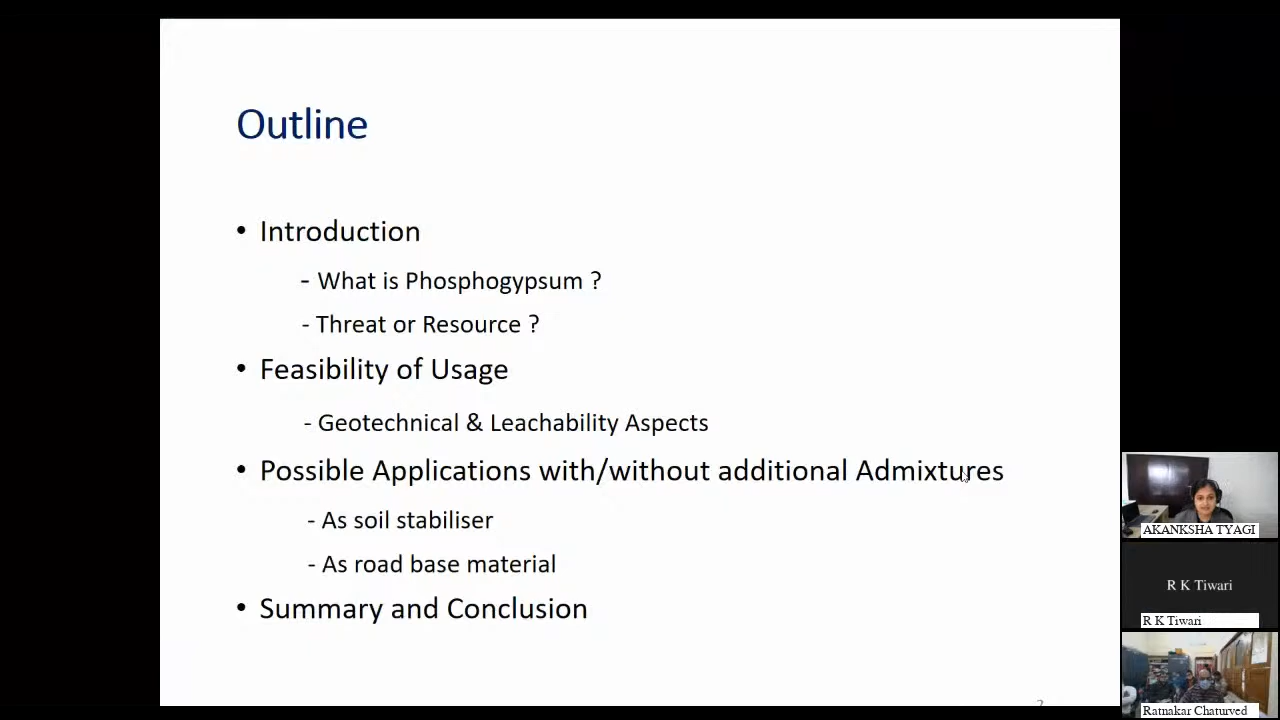 Outline
• Introduction
- What is Phosphogypsum ?
- Threat or Resource ?
• Feasibility of Usage
- Geotechnical & Leachability Aspects
• Possible Applications with/without additional Admixtures
- As soil stabiliser
- As road base material
• Summary and Conclusion
2
AKANKSHA TYAGI
R K Tiwari
R K Tiwari
Ratnakar Chaturved